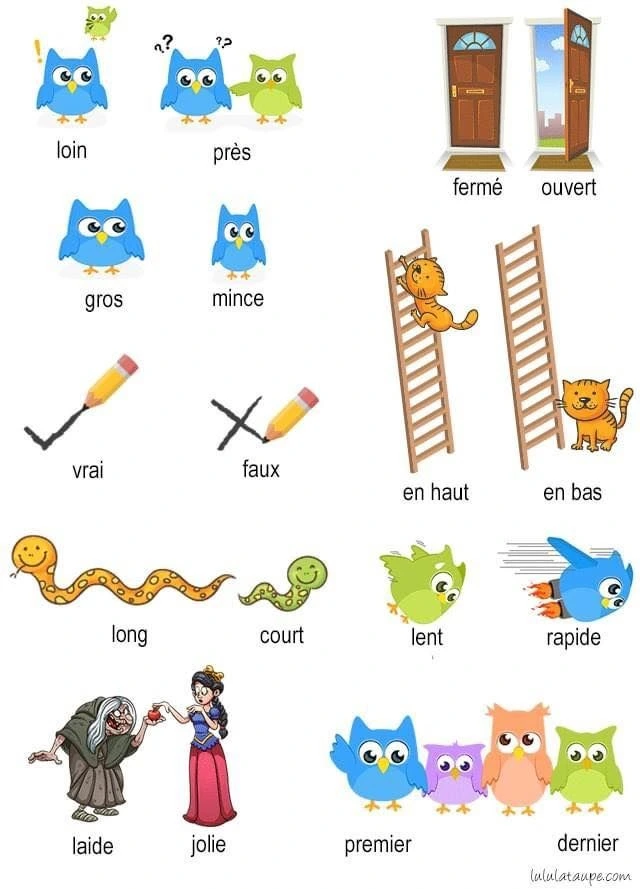 loin près
fermé ouvert
gros mince
vrai faux
en haut en bas
long court
lent rapide
laide jolie
premier dernier
lululataupe.com